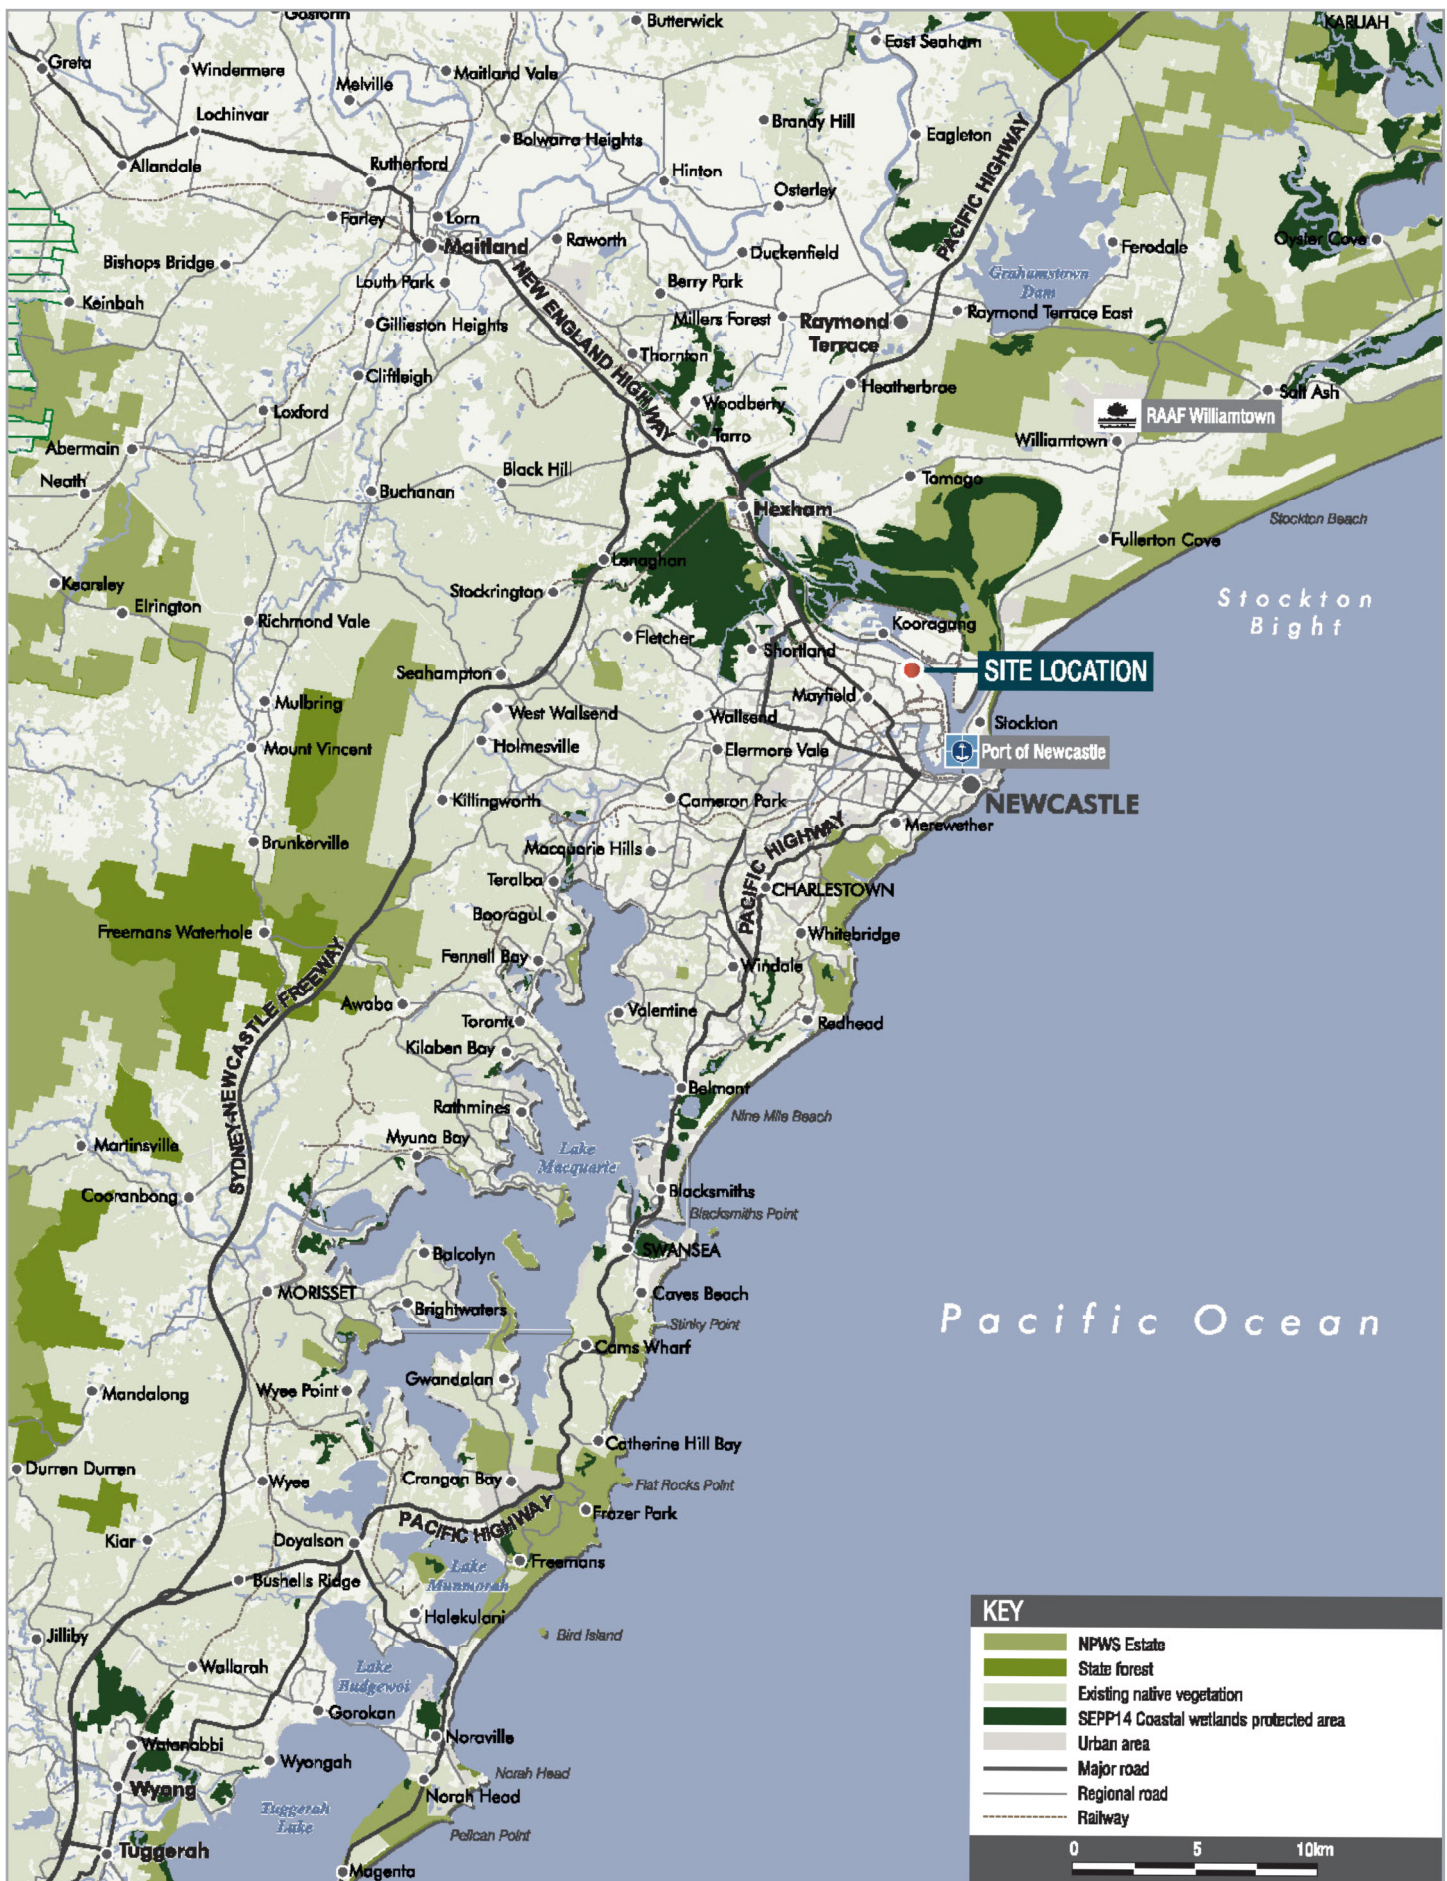 Gosforth
Butterwick
KARUAH
East Seaham
Greta
Windermere
Melville
Maitland Vale
Lochinvar
Bolwarra Heights
Brandy Hill
Eagleton
PACIFIC HIGHWAY
Allandale
Rutherford
Hinton
Osterley
Farley
Lorn
Maitland
Raworth
Duckenfield
Ferodale
Oyster Cove
Bishops Bridge
Louth Park
NEW ENGLAND HIGHWAY
Berry Park
Grahamstown
Dam
Keinbah
Gillieston Heights
Millers Forest
Raymond
Terrace
Raymond Terrace East
Thornton
Cliftleigh
Heatherbrae
Salt Ash
Loxford
Woodberry
RAAF Williamtown
Abermain
Tarro
Williamtown
Neath
Black Hill
Buchanan
Tomago
Hexham
Stockton Beach
Fullerton Cove
Lenaghan
Kearsley
Stockrington
Elrington
Richmond Vale
Stockton
Bight
Fletcher
Kooragang
Shortland
Seahampton
SITE LOCATION
Mulbring
West Wallsend
Mayfield
Wallsend
Stockton
Mount Vincent
Holmesville
Elermore Vale
Port of Newcastle
Killingworth
Cameron Park
NEWCASTLE
Merewether
PACIFIC HIGHWAY
Brunkerville
Macquarie Hills
Teralba
CHARLESTOWN
Booragul
Freemans Waterhole
Whitebridge
Fennell Bay
Windale
SYDNEY-NEWCASTLE FREEWAY
Awaba
Valentine
Toronto
Redhead
Kilaben Bay
Belmont
Rathmines
Nine Mile Beach
Martinsville
Myuna Bay
Lake
Macquarie
Cooranbong
Blacksmiths
Blacksmiths Point
Balcolyn
SWANSEA
MORISSET
Caves Beach
Brightwaters
Stinky Point
Pacific Ocean
Cams Wharf
Mandalong
Wyee Point
Gwandalan
Catherine Hill Bay
Durren Durren
Wyee
Crangan Bay
Flat Rocks Point
PACIFIC HIGHWAY
Frazer Park
Kiar
Doyalson
Lake
Munmorah
Freemans
Bushells Ridge
Halekulani
Jilliby
Bird Island
Wallarah
Lake
Budgewoi
Gorokan
Noraville
Watanobbi
Wyongah
Norah Head
Wyong
Norah Head
Tuggerah
Lake
Pelican Point
Tuggerah
Magenta
KEY
NPWS Estate
State forest
Existing native vegetation
SEPP14 Coastal wetlands protected area
Urban area
Major road
Regional road
Railway
0 5 10km